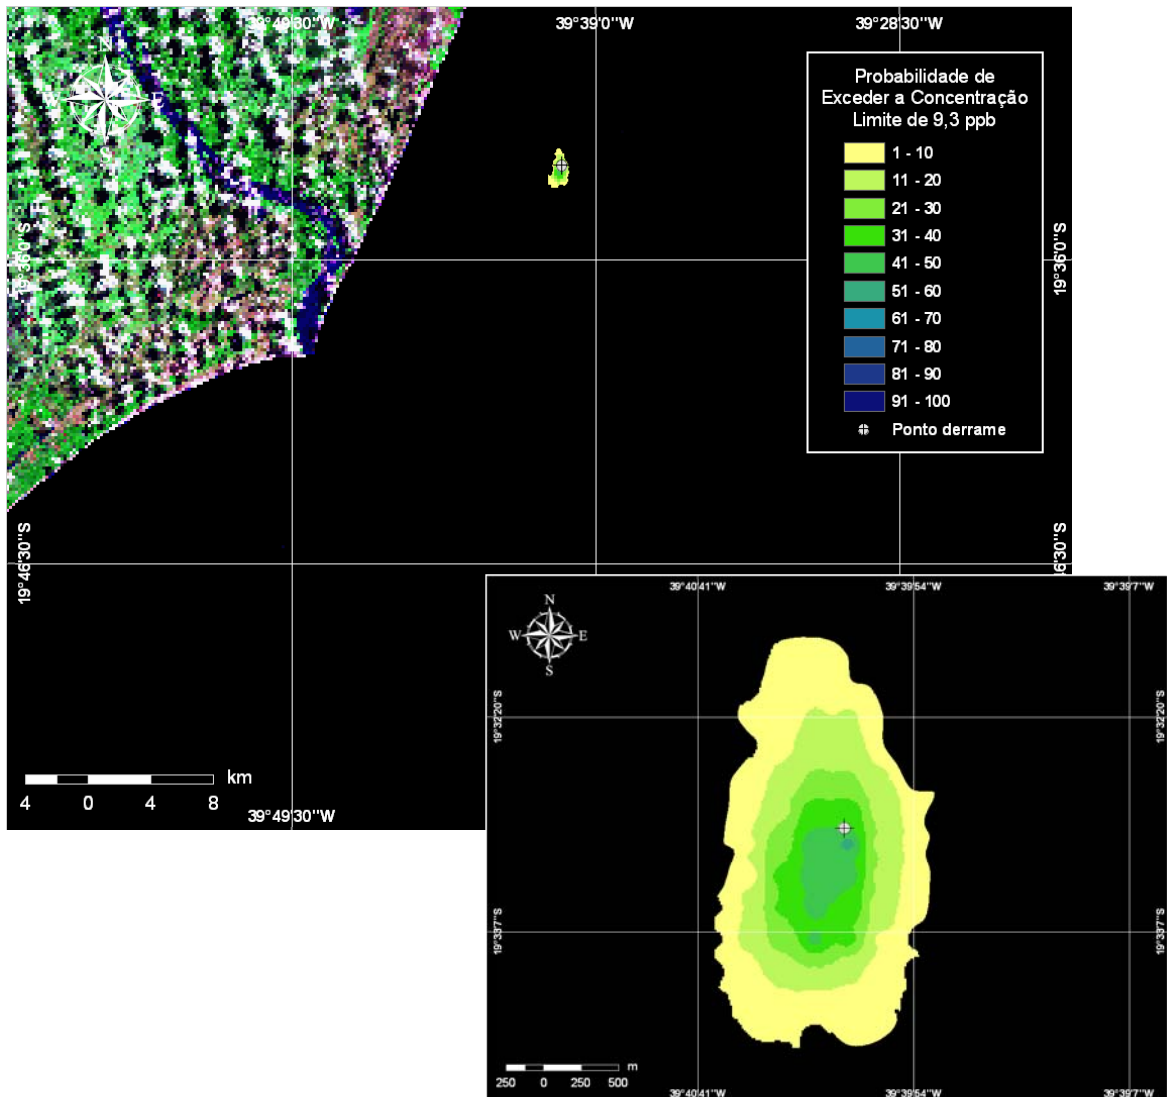 39°49'30"W
39°39'0"W
39°28'30"W
N
E
S
Probabilidade de
Exceder a Concentração
Limite de 9,3 ppb
1 - 10
11 - 20
21 - 30
31 - 40
41 - 50
51 - 60
61 - 70
71 - 80
81 - 90
91 - 100
Ponto derrame
19°36'0"S
19°36'0"S
19°46'30"S
46'30"S
km
4 0 4 8
39°49'30"W
39°40'41"W
39°39'54"W
39°39'7"W
N
W E
S
19°32'20"S
19°32'20"S
19°33'7"S
19°33'7"S
m
250 0 250 500
39°40'41"W
39°39'54"W
39°39'7"W